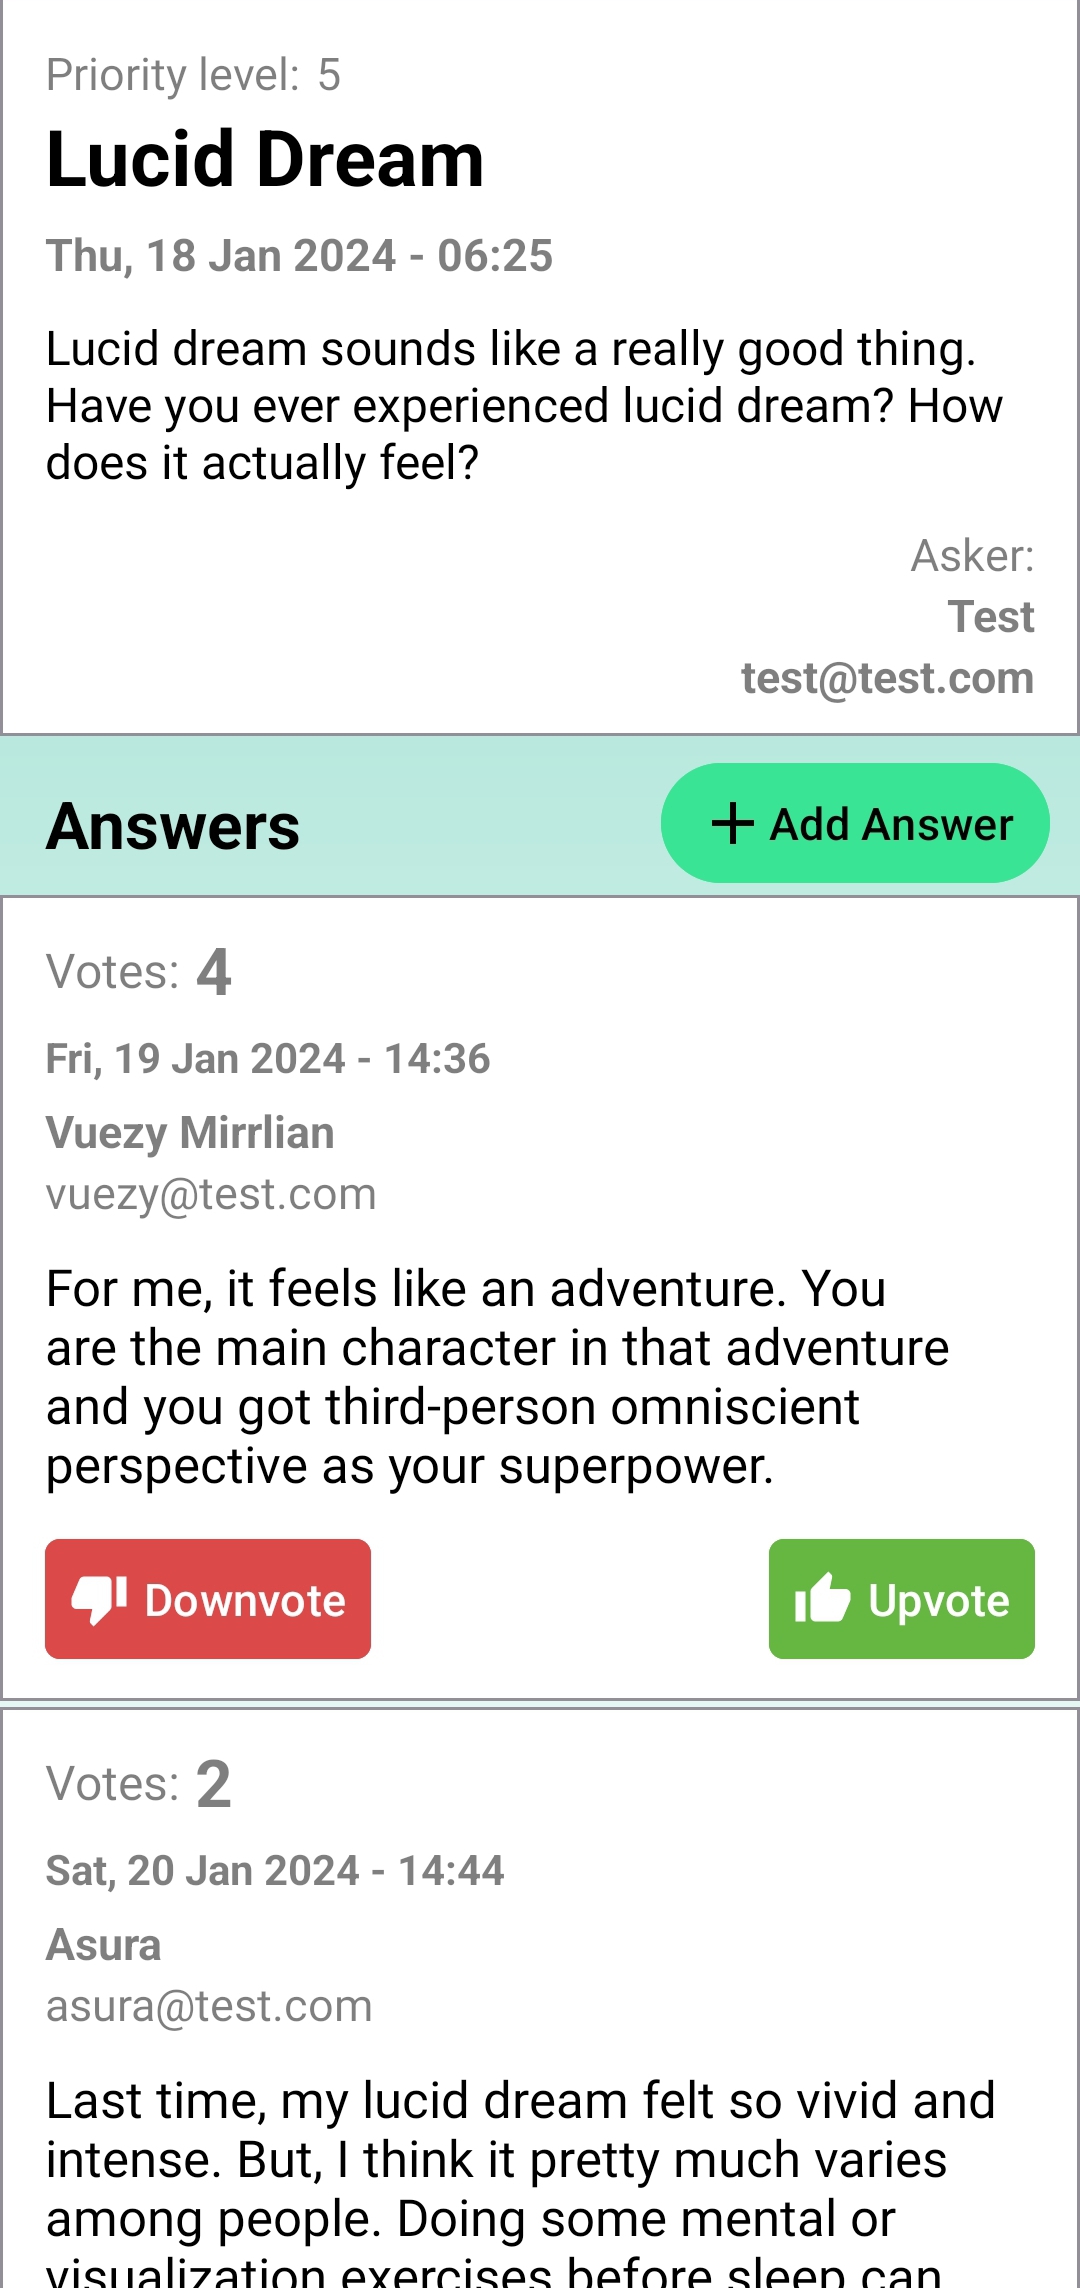 Priority level: 5
Lucid Dream
Thu, 18 Jan 2024 - 06:25
Lucid dream sounds like a really good thing.
Have you ever experienced lucid dream? How
does it actually feel?
Asker:
Test
test@test.com
Answers
Add Answer
Votes: 4
Fri, 19 Jan 2024 - 14:36
Vuezy Mirrlian
vuezy@test.com
For me, it feels like an adventure. You
are the main character in that adventure
and you got third-person omniscient
perspective as your superpower.
Downvote
Upvote
Votes: 2
Sat, 20 Jan 2024 - 14:44
Asura
asura@test.com
Last time, my lucid dream felt so vivid and
intense. But, I think it pretty much varies
among people. Doing some mental or
visualization exercises before sleep can